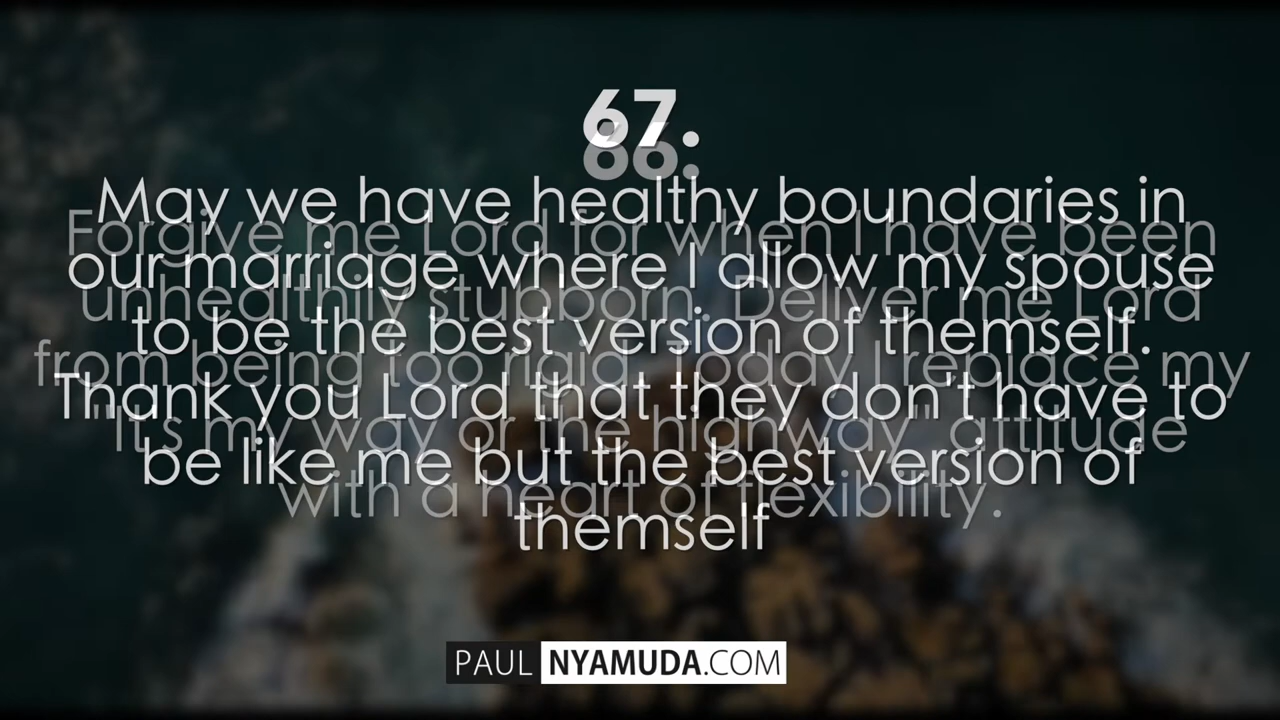 67.
May we have healthy boundaries in
our marriage where I allow my spouse
to be the best version of themself.
Thank you Lord that they don't have to
be like me but the best version of
themself
66.
Forgive me Lord for when I have been
unhealthily stubborn. Deliver me Lord
from being too rigid. Today I replace my
"It's my way or the highway" attitude
with a heart of flexibility.
PAUL NYAMUDA.COM